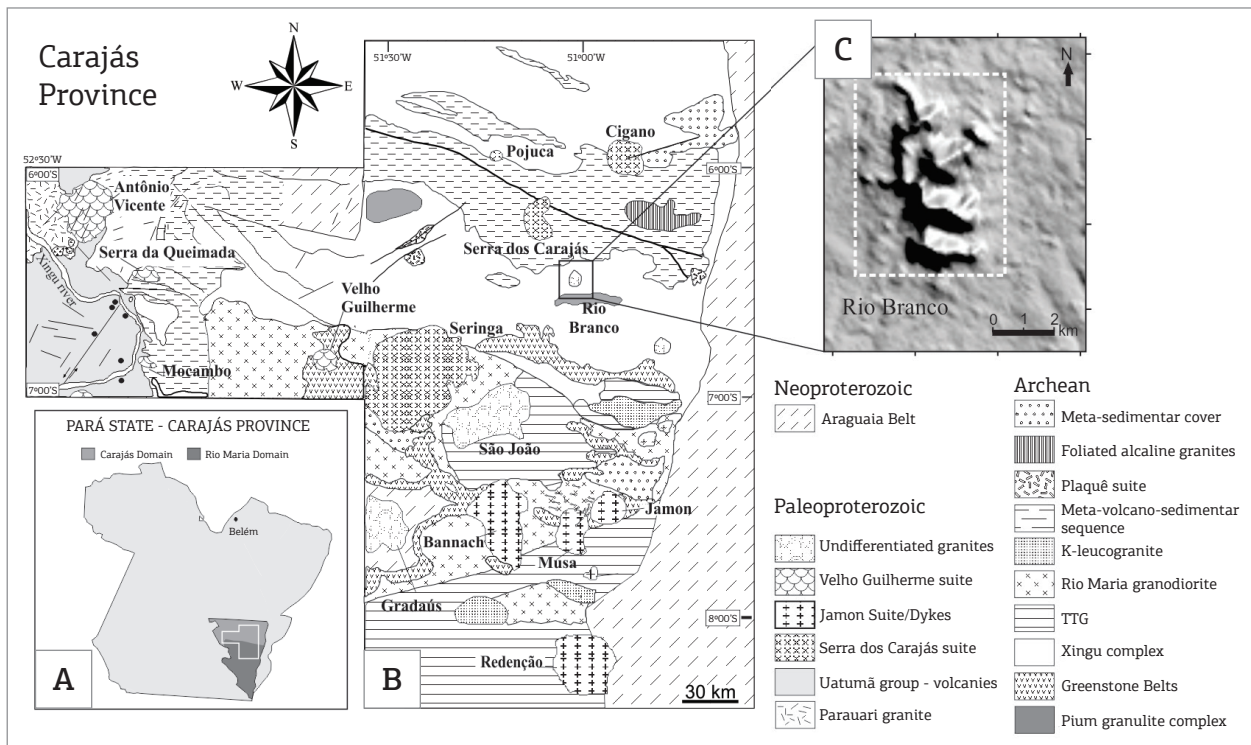 Carajás
Province
N
W
E
S
52°30'W
51°30'
51°00'
6°00'S
6°00'S
Antônio
Vicente
Pojuca
Cigano
Serra da Queimada
Xingu river
Serra dos Carajás
Velho
Guilherme
Rio
Branco
Seringa
Mocambo
7°00'S
7°00'S
São João
Jamon
Bannach
Musa
Gradaús
8°00'S
Redenção
30 km
B
PARÁ STATE - CARAJÁS PROVINCE
Carajás Domain
Rio Maria Domain
Belém
A
C
N
Rio Branco
0 1 2
km
Neoproterozoic
Araguaia Belt
Paleoproterozoic
Undifferentiated granites
Velho Guilherme suite
Jamon Suite/Dykes
Serra dos Carajás suite
Uatumã group - volcanies
Parauari granite
Archean
Meta-sedimentar cover
Foliated alcaline granites
Plaquê suite
Meta-volcano-sedimentar
sequence
K-leucogranite
Rio Maria granodiorite
TTG
Xingu complex
Greenstone Belts
Pium granulite complex